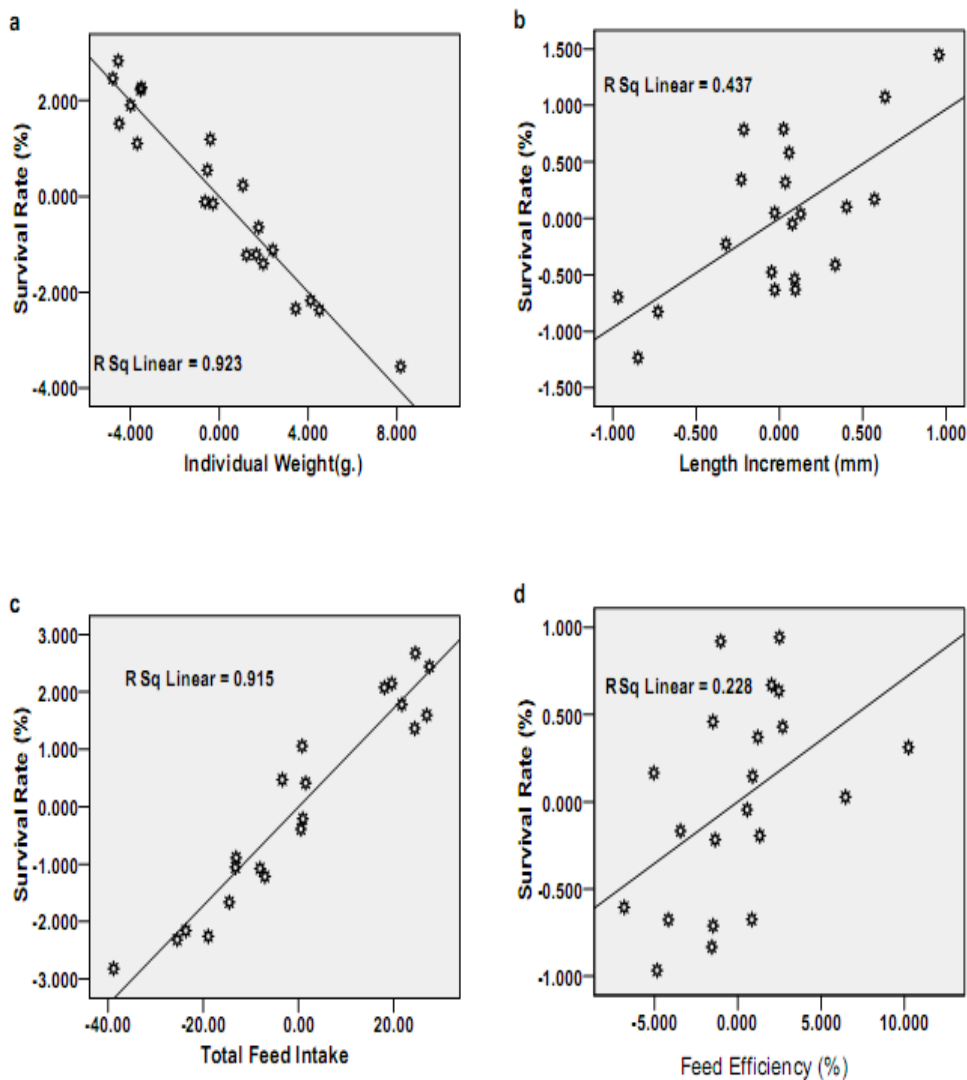 a
Survival Rate (%)
2.000
0.000
-2.000
-4.000
R Sq Linear = 0.923
-4.000 0.000 4.000 8.000
Individual Weight(g.)
b
Survival Rate (%)
1.500
1.000
0.500
0.000
-0.500
-1.000
-1.500
R Sq Linear = 0.437
-1.000 -0.500 0.000 0.500 1.000
Length Increment (mm)
c
Survival Rate (%)
3.000
2.000
1.000
0.000
-1.000
-2.000
-3.000
R Sq Linear = 0.915
-40.00 -20.00 0.00 20.00
Total Feed Intake
d
Survival Rate (%)
1.000
0.500
0.000
-0.500
-1.000
R Sq Linear = 0.228
-5.000 0.000 5.000 10.000
Feed Efficiency (%)